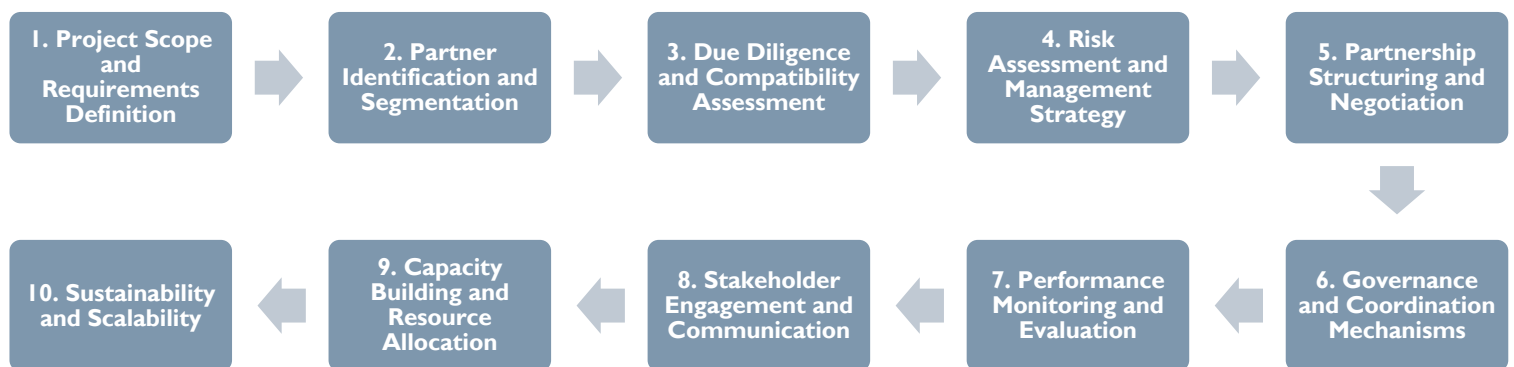 1. Project Scope
and
Requirements
Definition
2. Partner
Identification and
Segmentation
3. Due Diligence
and Compatibility
Assessment
4. Risk
Assessment and
Management
Strategy
5. Partnership
Structuring and
Negotiation
6. Governance
and Coordination
Mechanisms
7. Performance
Monitoring and
Evaluation
8. Stakeholder
Engagement and
Communication
9. Capacity
Building and
Resource
Allocation
10. Sustainability
and Scalability